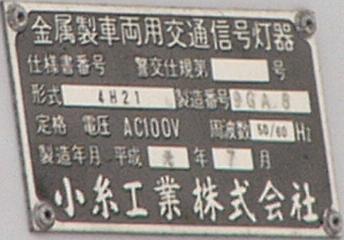 金属製車両用交通信号灯器
仕様書番号 警交仕規第 号
形式 4H21 製造番号 9GA.8
定格 電圧 AC100V 周波数 50/60 Hz
製造年月 平成 元 年 7 月
小糸工業株式会社